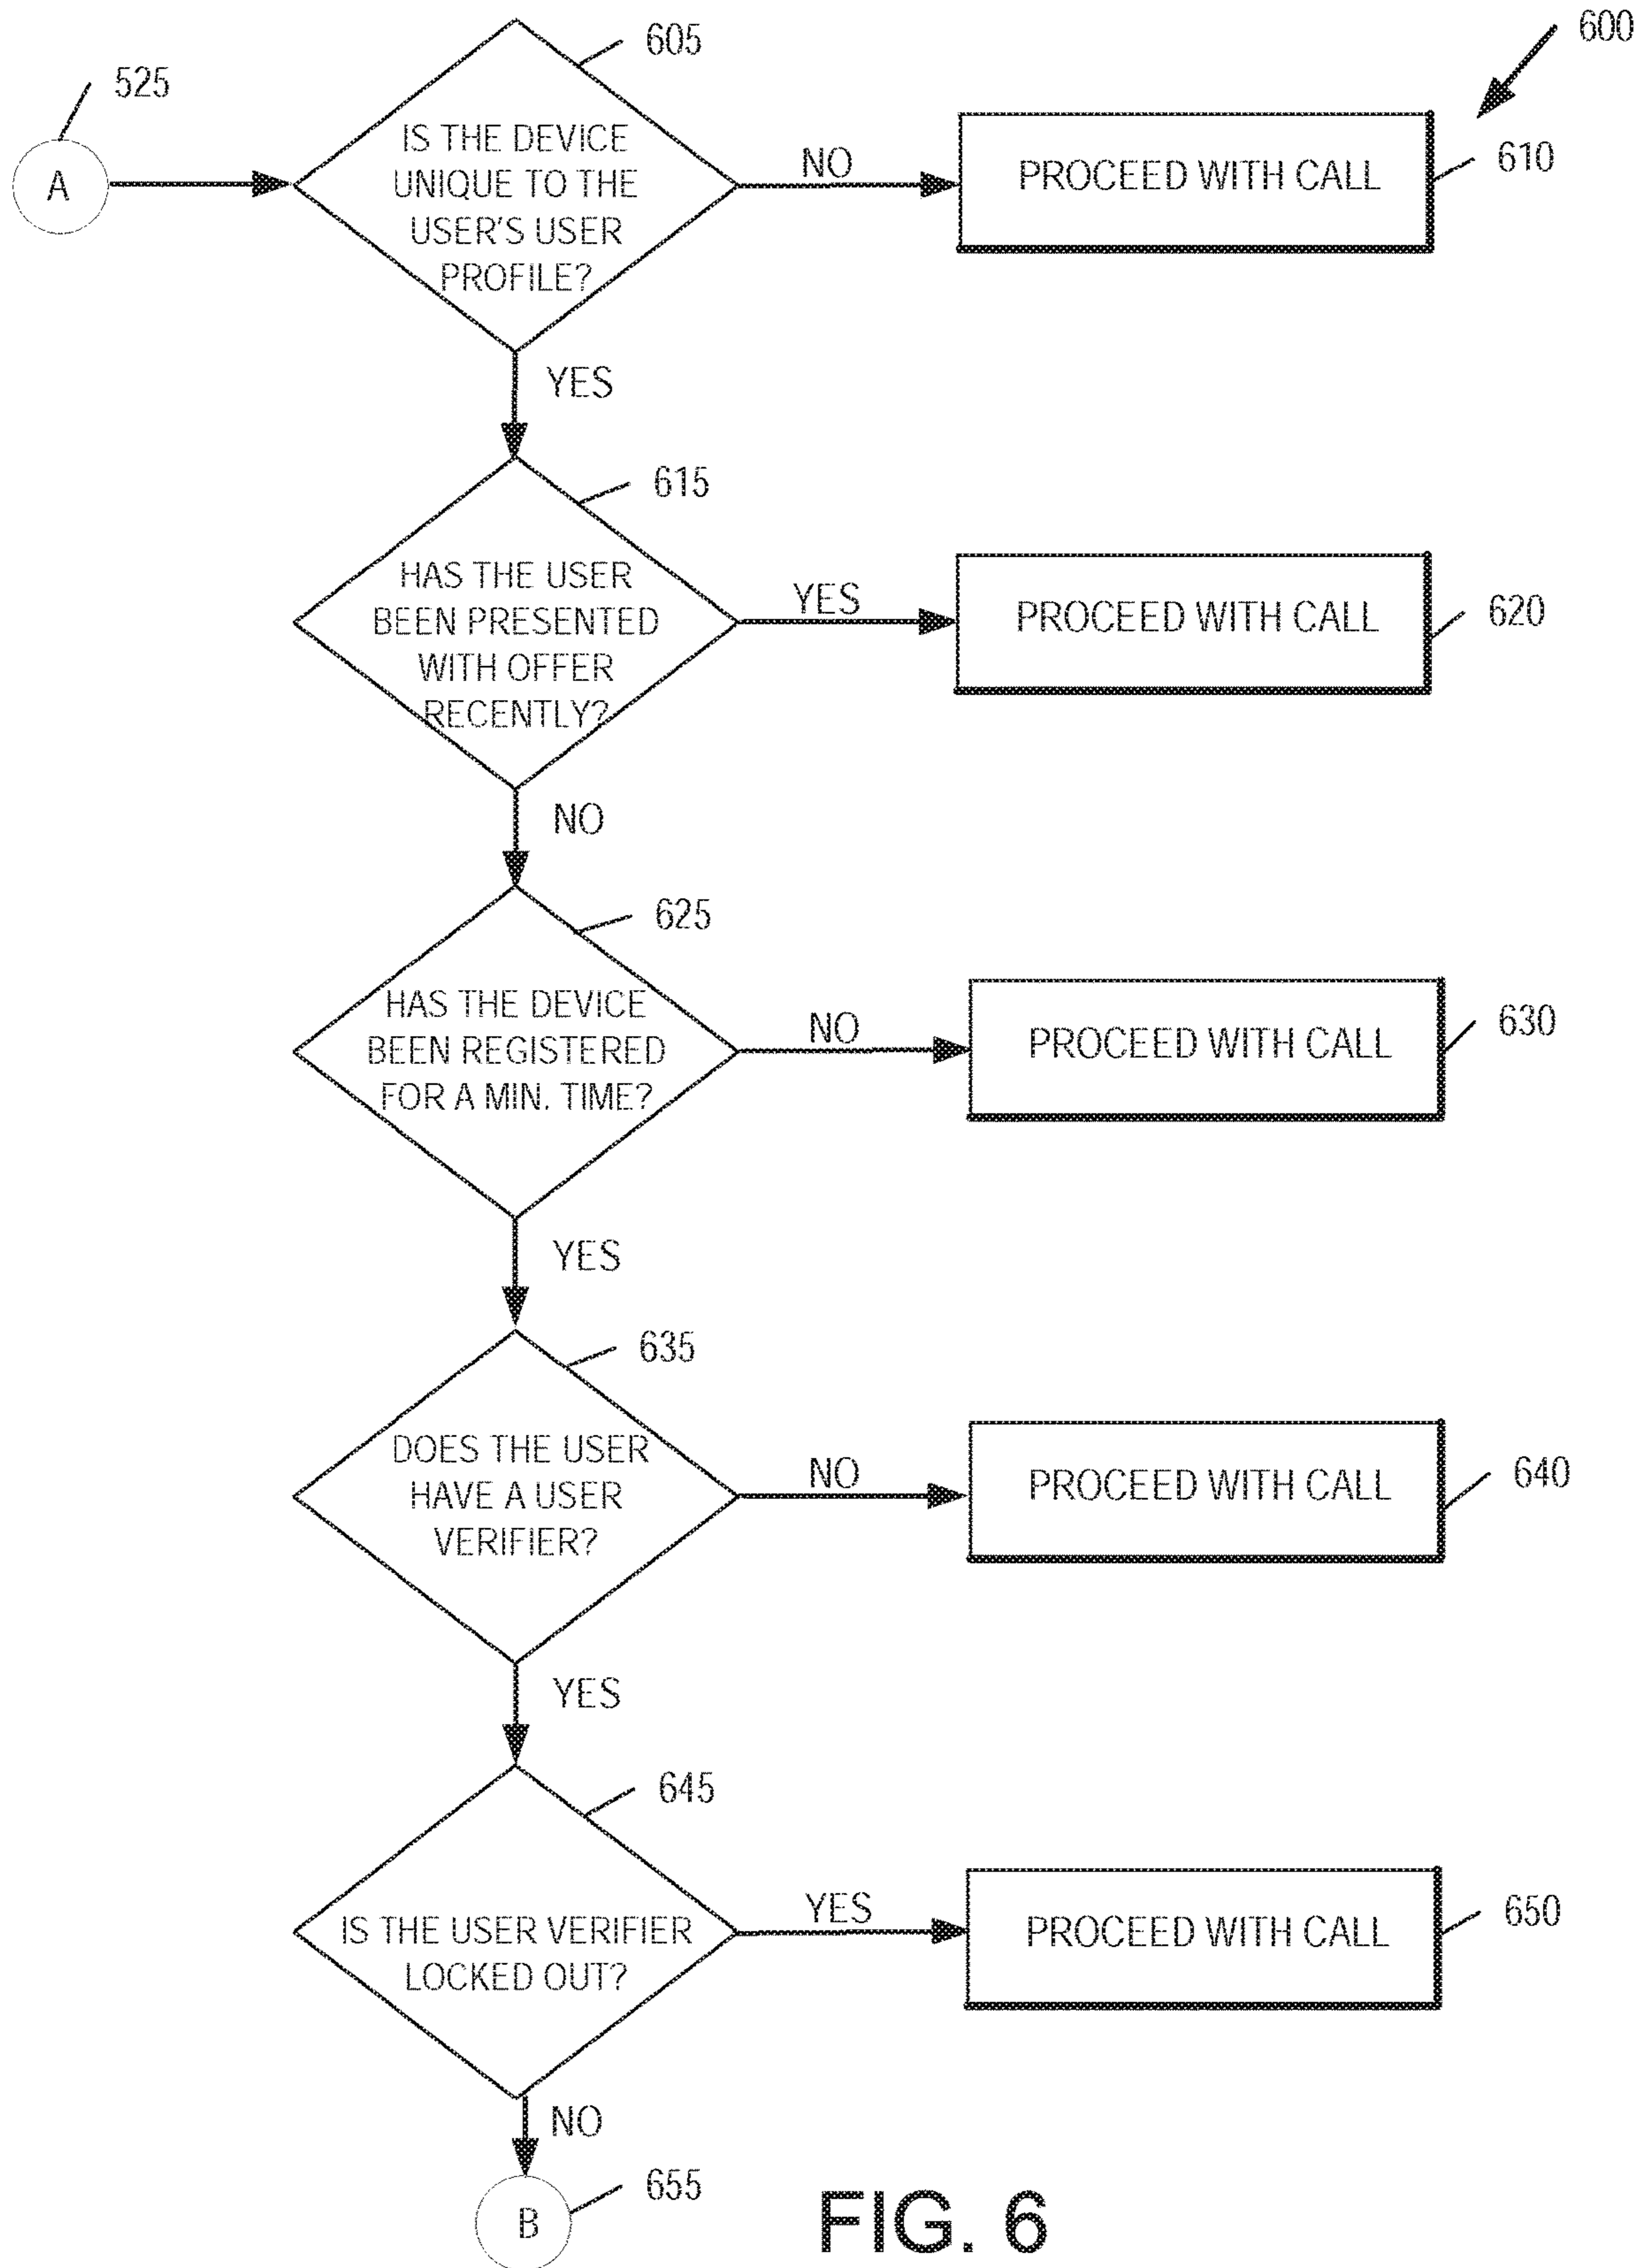 600
605
525
A
IS THE DEVICE
UNIQUE TO THE
USER'S USER
PROFILE?
NO
PROCEED WITH CALL
610
YES
615
HAS THE USER
BEEN PRESENTED
WITH OFFER
RECENTLY?
YES
PROCEED WITH CALL
620
NO
625
HAS THE DEVICE
BEEN REGISTERED
FOR A MIN. TIME?
NO
PROCEED WITH CALL
630
YES
635
DOES THE USER
HAVE A USER
VERIFIER?
NO
PROCEED WITH CALL
640
YES
645
IS THE USER VERIFIER
LOCKED OUT?
YES
PROCEED WITH CALL
650
NO
655
B
FIG. 6